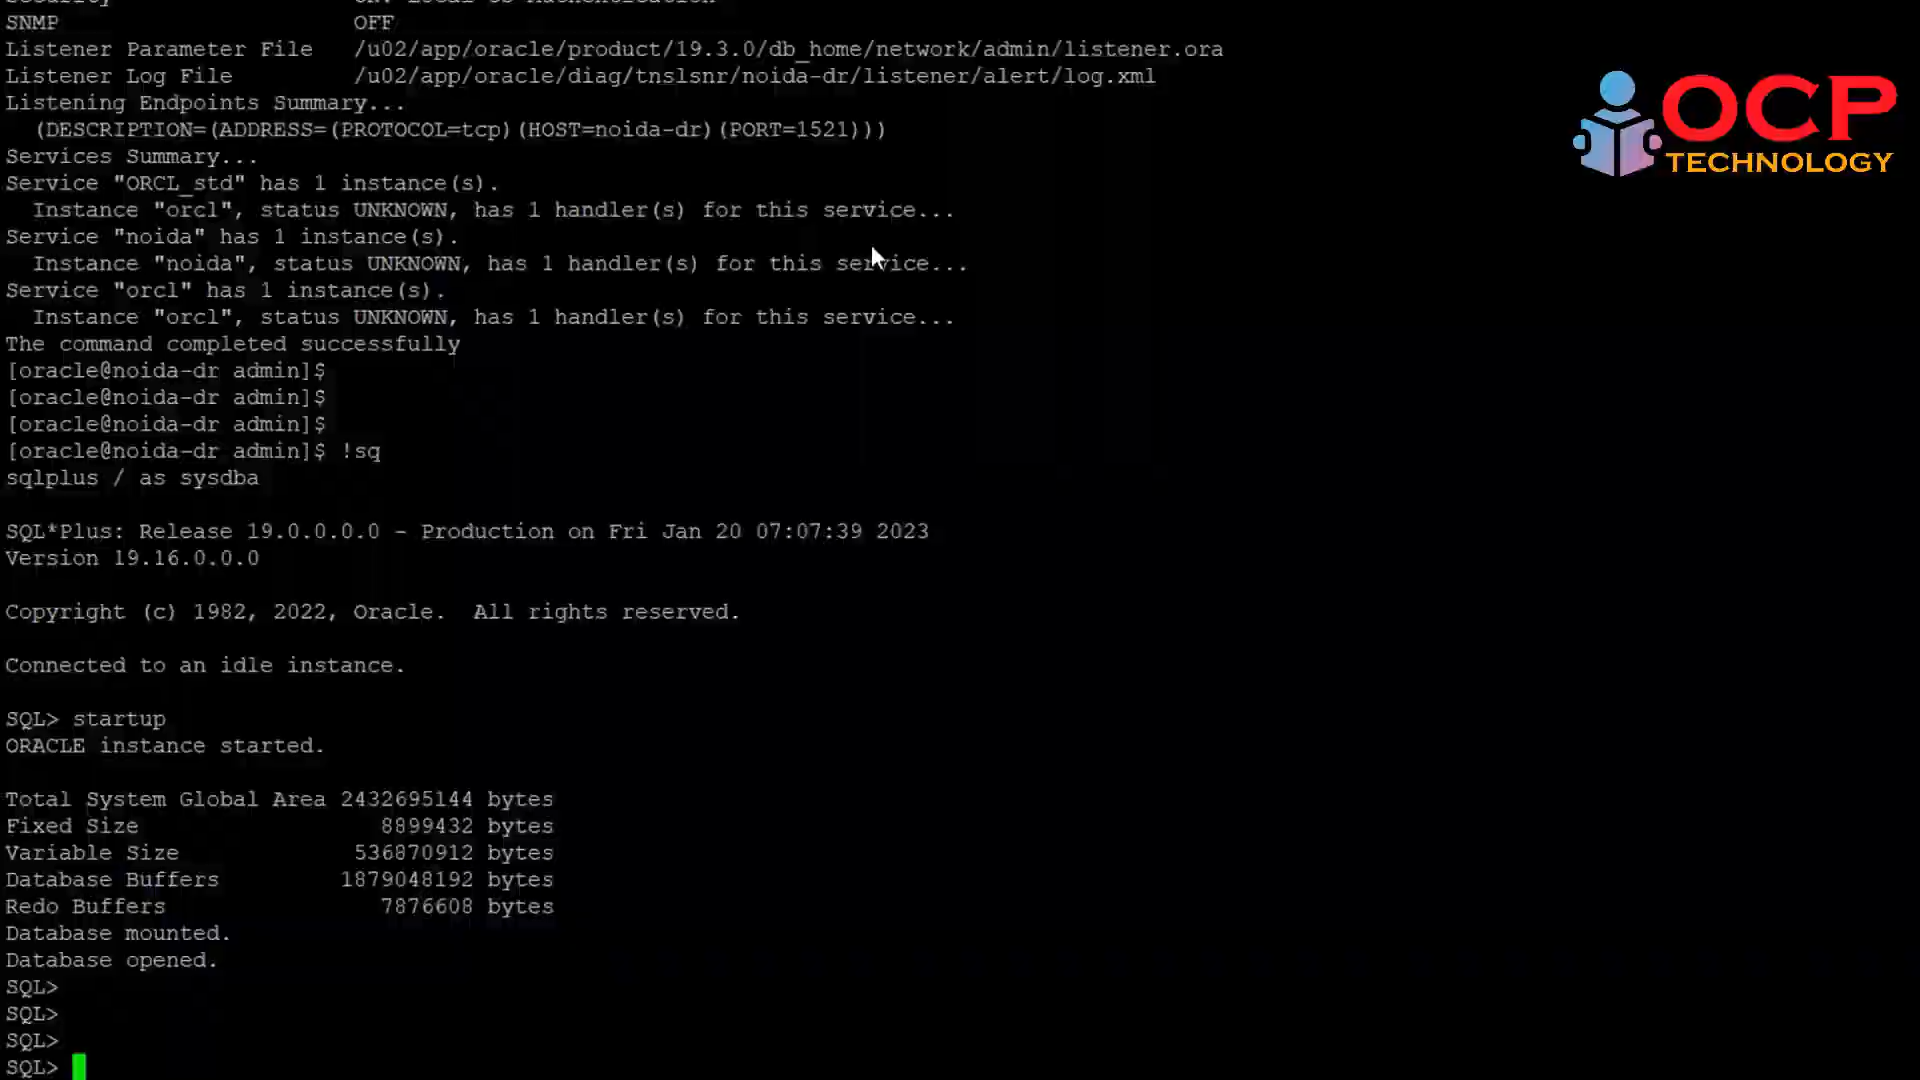 SNMP                      OFF
Listener Parameter File   /u02/app/oracle/product/19.3.0/db_home/network/admin/listener.ora
Listener Log File         /u02/app/oracle/diag/tnslsnr/noida-dr/listener/alert/log.xml
Listening Endpoints Summary...
  (DESCRIPTION=(ADDRESS=(PROTOCOL=tcp)(HOST=noida-dr)(PORT=1521)))
Services Summary...
Service "ORCL_std" has 1 instance(s).
  Instance "orcl", status UNKNOWN, has 1 handler(s) for this service...
Service "noida" has 1 instance(s).
  Instance "noida", status UNKNOWN, has 1 handler(s) for this service...
Service "orcl" has 1 instance(s).
  Instance "orcl", status UNKNOWN, has 1 handler(s) for this service...
The command completed successfully
[oracle@noida-dr admin]$
[oracle@noida-dr admin]$
[oracle@noida-dr admin]$
[oracle@noida-dr admin]$ !sq
sqlplus / as sysdba
SQL*Plus: Release 19.0.0.0.0 - Production on Fri Jan 20 07:07:39 2023
Version 19.16.0.0.0
Copyright (c) 1982, 2022, Oracle.  All rights reserved.
Connected to an idle instance.
SQL> startup
ORACLE instance started.
Total System Global Area 2432695144 bytes
Fixed Size                  8899432 bytes
Variable Size             536870912 bytes
Database Buffers         1879048192 bytes
Redo Buffers                7876608 bytes
Database mounted.
Database opened.
SQL>
SQL>
SQL>
SQL>
OCP
TECHNOLOGY